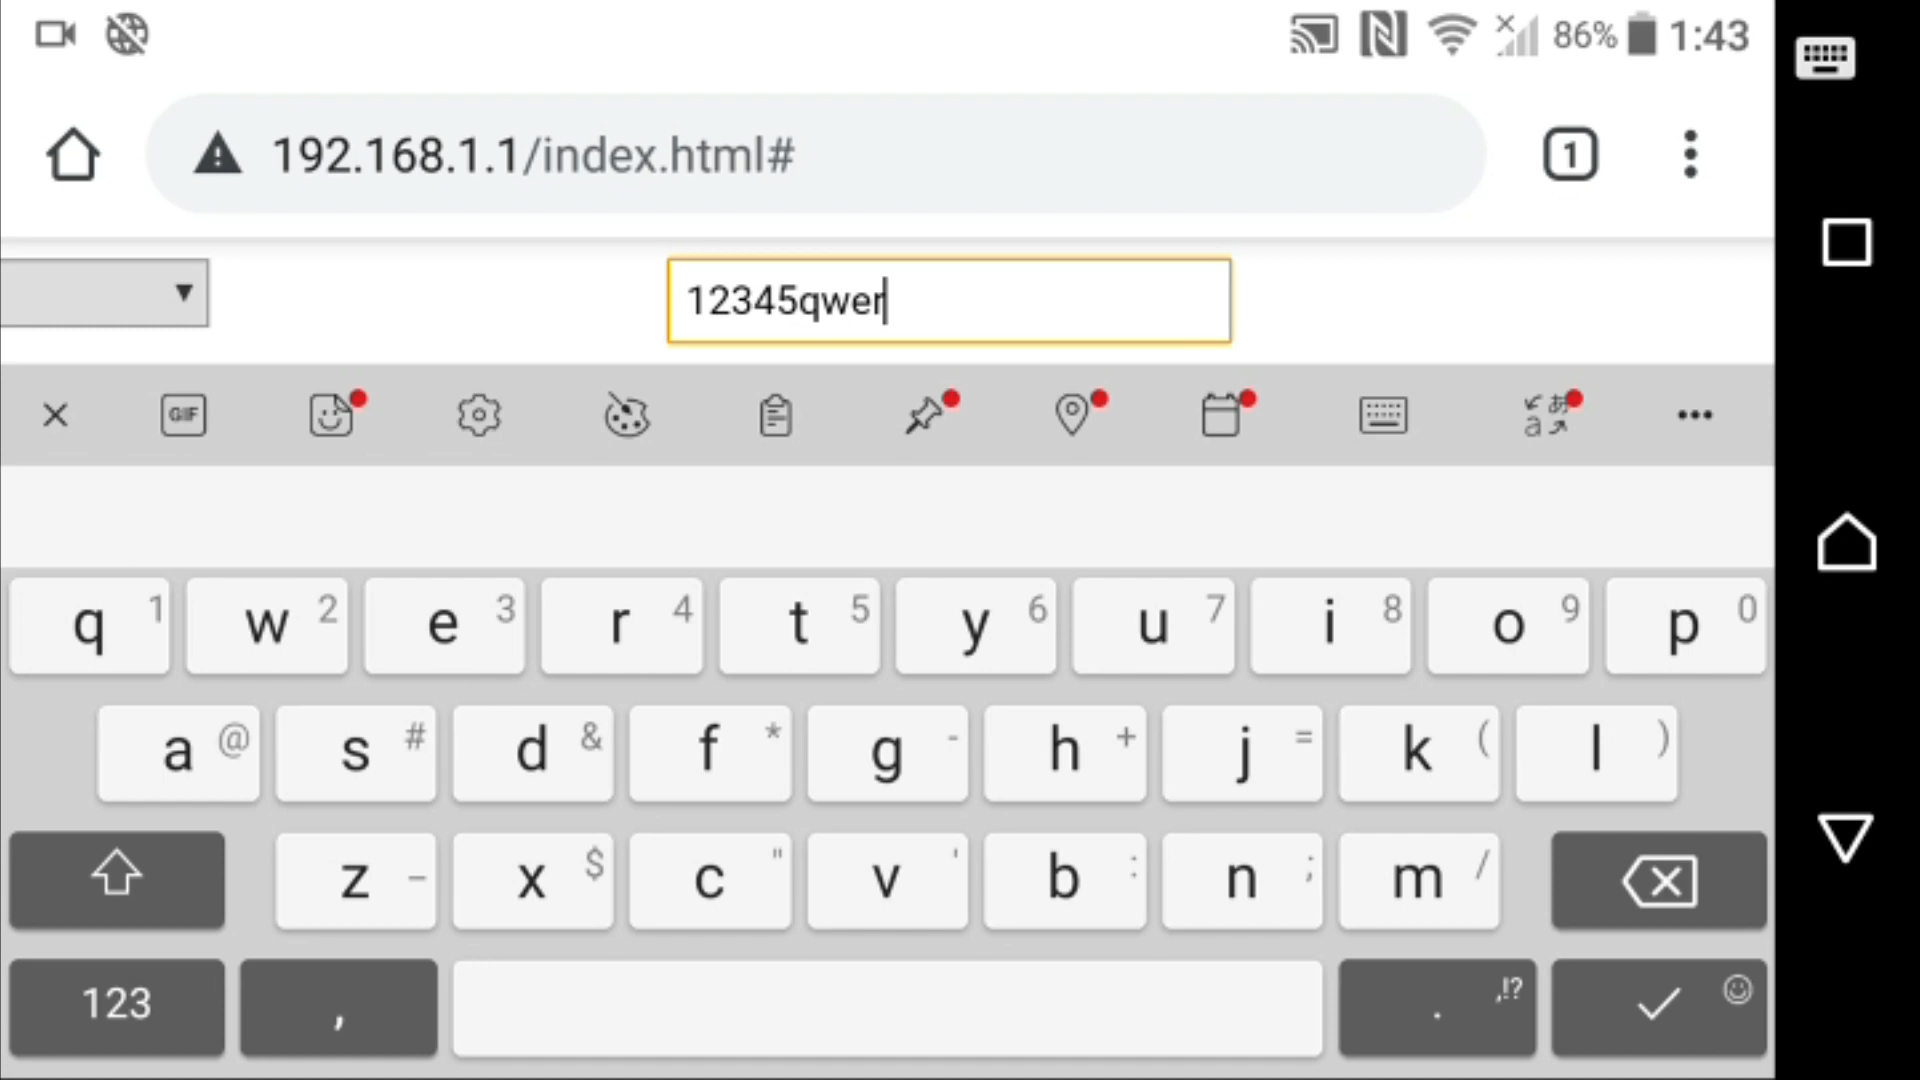 86% 1:43
192.168.1.1/index.html# 1
12345qwer
GIF
q 1 w 2 e 3 r 4 t 5 y 6 u 7 i 8 o 9 p 0
a @ s # d & f * g - h + j = k ( l )
z _ x $ c " v ' b : n ; m /
123 , . ,!?